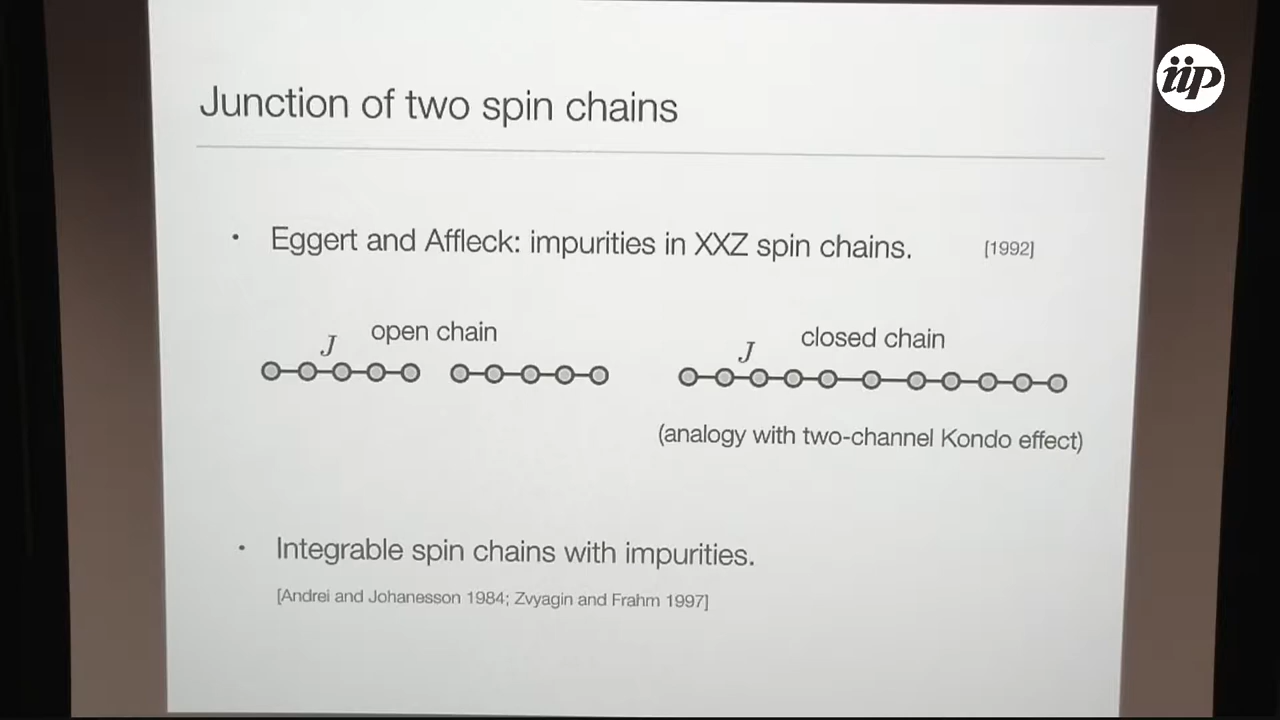 iip
Junction of two spin chains
• Eggert and Affleck: impurities in XXZ spin chains. [1992]
J open chain
J closed chain
(analogy with two-channel Kondo effect)
• Integrable spin chains with impurities.
[Andrei and Johanesson 1984; Zvyagin and Frahm 1997]